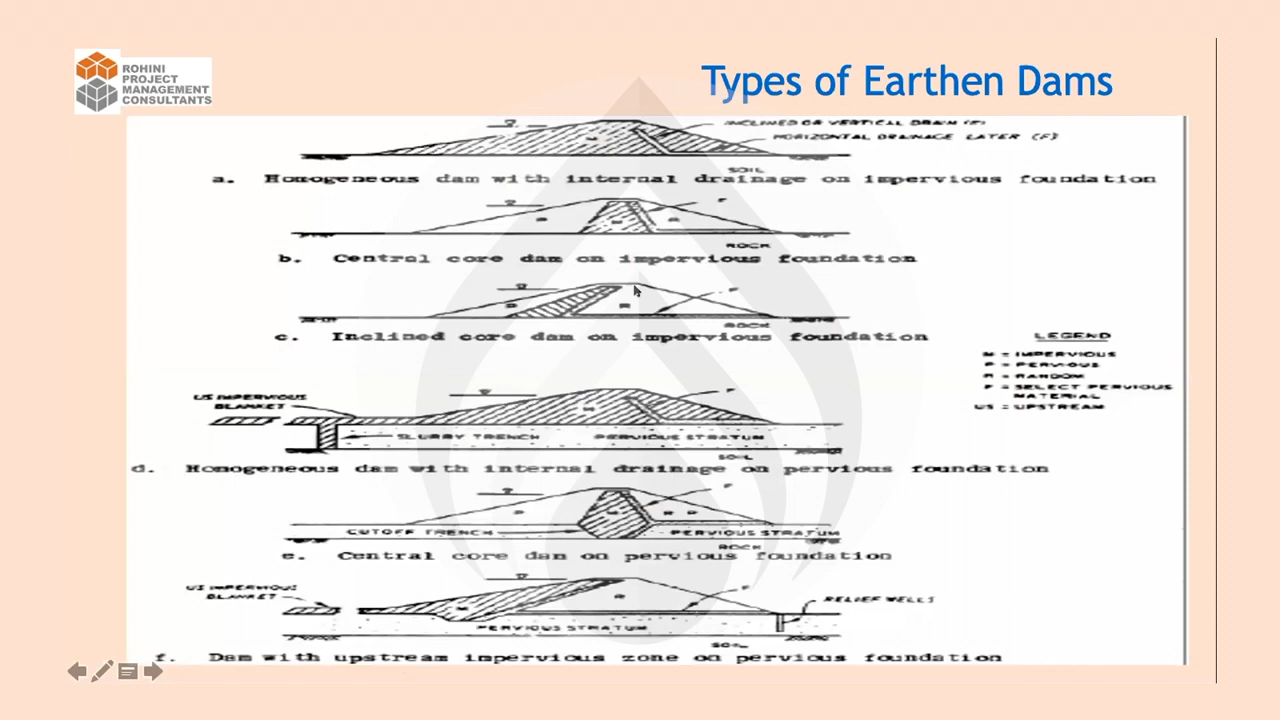 ROHINI
PROJECT
MANAGEMENT
CONSULTANTS
Types of Earthen Dams
INCLINED OR VERTICAL DRAIN (F)
HORIZONTAL DRAINAGE LAYER (F)
SOIL
a. Homogeneous dam with internal drainage on impervious foundation
F
ROCK
b. Central core dam on impervious foundation
F
R
ROCK
c. Inclined core dam on impervious foundation
LEGEND
M = IMPERVIOUS
P = PERVIOUS
R = RANDOM
F = SELECT PERVIOUS
MATERIAL
US = UPSTREAM
US IMPERVIOUS
BLANKET
F
M
SLURRY TRENCH
PERVIOUS STRATUM
SOIL
d. Homogeneous dam with internal drainage on pervious foundation
F
P
M
R P
CUTOFF TRENCH
PERVIOUS STRATUM
ROCK
e. Central core dam on pervious foundation
US IMPERVIOUS
BLANKET
M
R
F
RELIEF WELLS
PERVIOUS STRATUM
SOIL
f. Dam with upstream impervious zone on pervious foundation